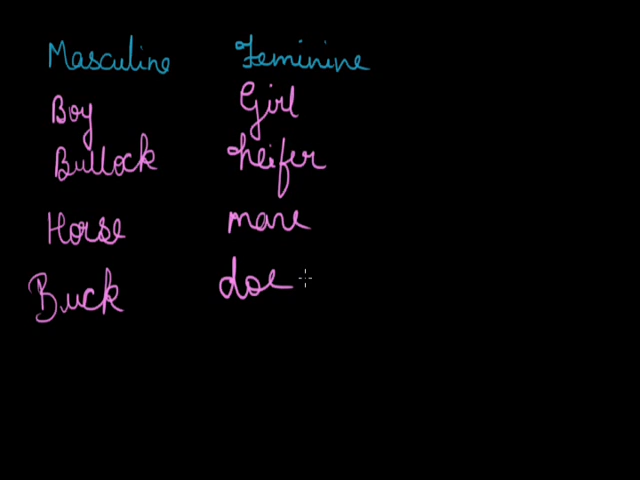 Masculine Feminine
Boy Girl
Bullock heifer
Horse mare
Buck doe